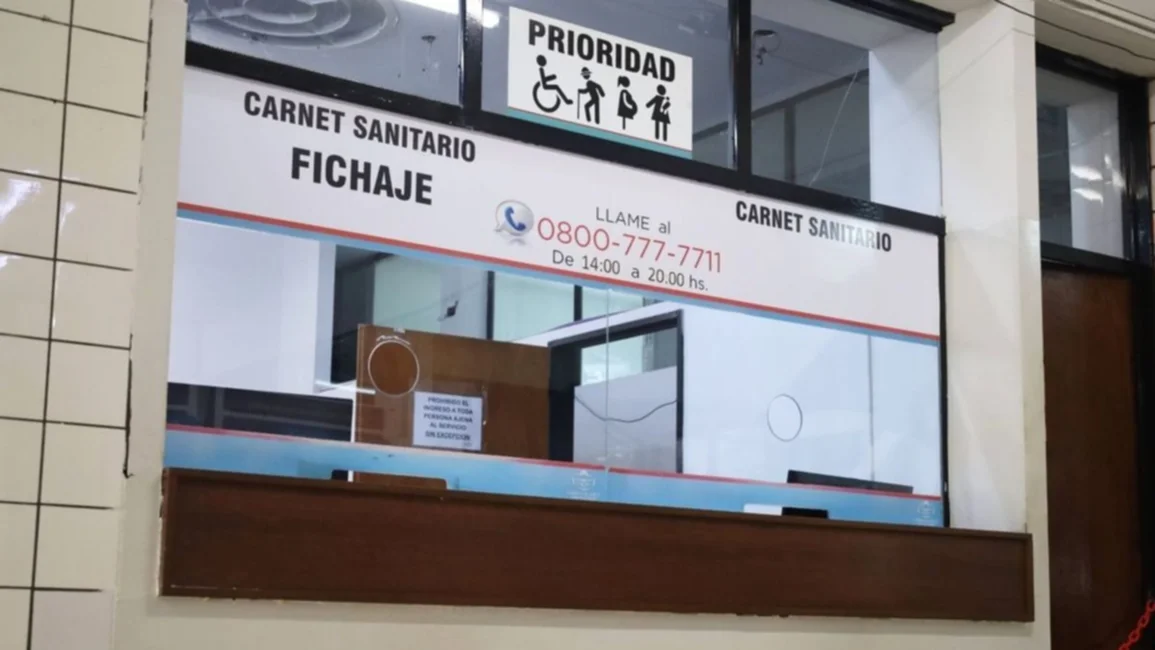 PRIORIDAD
CARNET SANITARIO
FICHAJE
LLAME al
0800-777-7711
De 14:00 a 20.00 hs.
CARNET SANITARIO
PROHIBIDO EL
INGRESO A TODA
PERSONA AJENA
AL SERVICIO
SIN EXCEPCION